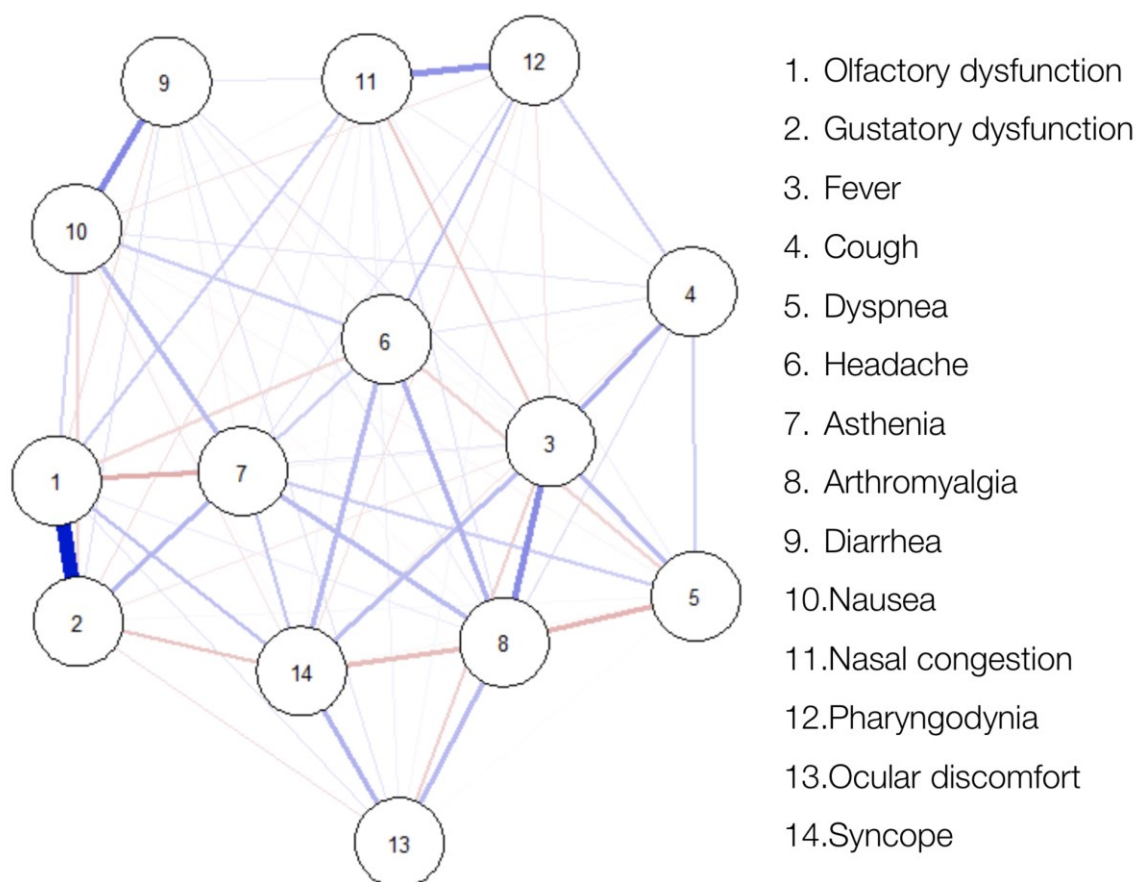 9
11
12
10
4
6
3
1
7
5
2
8
14
13
1. Olfactory dysfunction
2. Gustatory dysfunction
3. Fever
4. Cough
5. Dyspnea
6. Headache
7. Asthenia
8. Arthromyalgia
9. Diarrhea
10.Nausea
11.Nasal congestion
12.Pharyngodynia
13.Ocular discomfort
14.Syncope